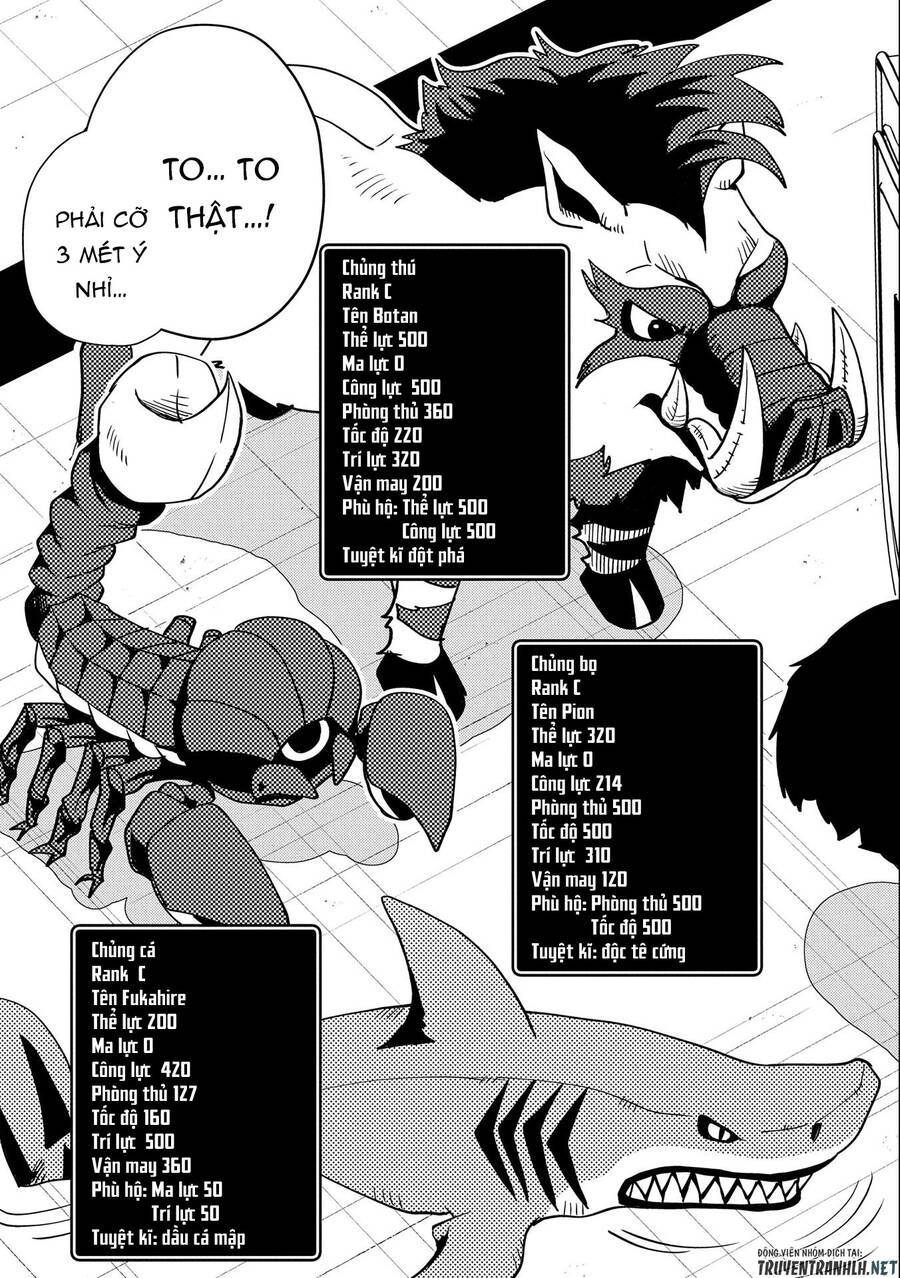 TO... TO
THẬT...!
PHẢI CỠ
3 MÉT Ý
NHỈ...
Chủng thú
Rank C
Tên Botan
Thể lực 500
Ma lực 0
Công lực 500
Phòng thủ 360
Tốc độ 220
Trí lực 320
Vận may 200
Phù hộ: Thể lực 500
Công lực 500
Tuyệt kĩ đột phá
Chủng bọ
Rank C
Tên Pion
Thể lực 320
Ma lực 0
Công lực 214
Phòng thủ 500
Tốc độ 500
Trí lực 310
Vận may 120
Phù hộ: Phòng thủ 500
Tốc độ 500
Tuyệt kĩ: độc tê cứng
Chủng cá
Rank C
Tên Fukahire
Thể lực 200
Ma lực 0
Công lực 420
Phòng thủ 127
Tốc độ 160
Trí lực 500
Vận may 360
Phù hộ: Ma lực 50
Trí lực 50
Tuyệt kĩ: dầu cá mập
ĐỘNG VIÊN NHÓM DỊCH TẠI:
TRUYENTRANHLH.NET